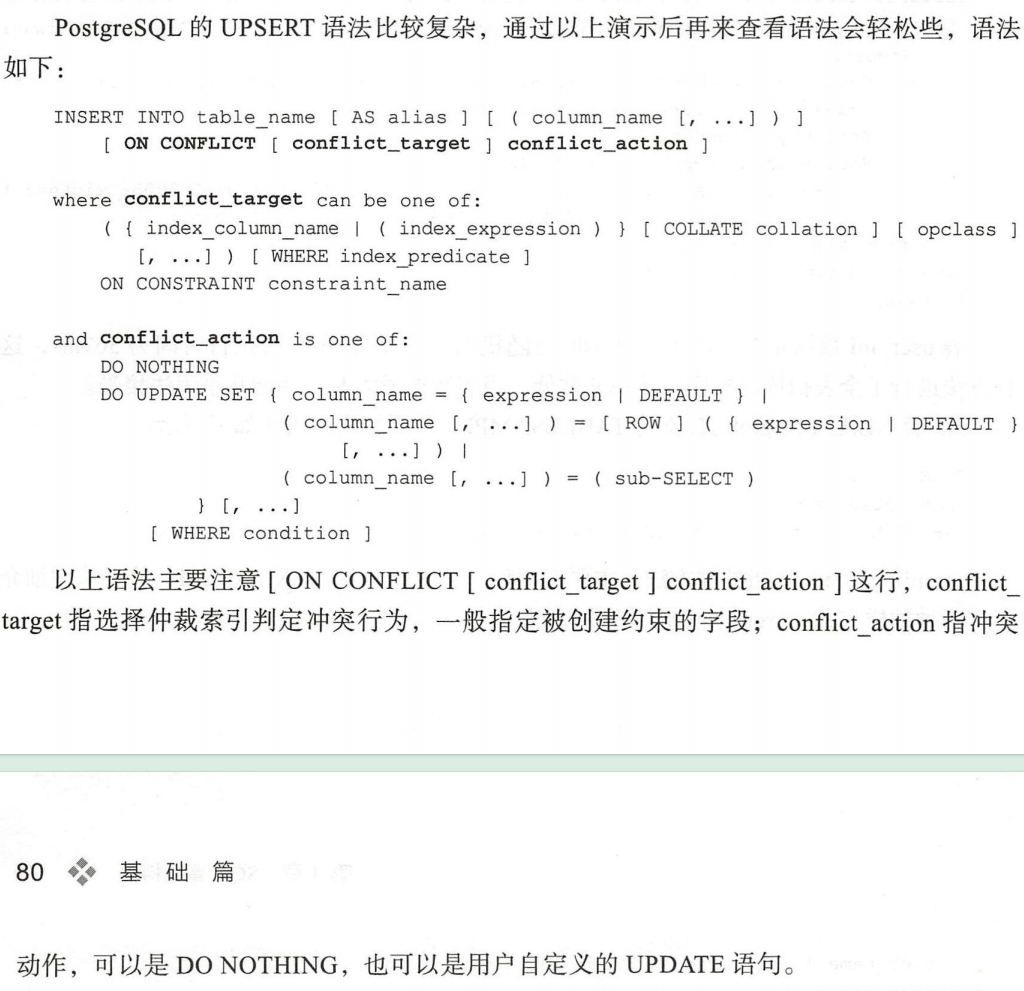 PostgreSQL 的 UPSERT 语法比较复杂，通过以上演示后再来查看语法会轻松些，语法
如下：
INSERT INTO table_name [ AS alias ] [ ( column_name [, ...] ) ]
[ ON CONFLICT [ conflict_target ] conflict_action ]
where conflict_target can be one of:
( { index_column_name | ( index_expression ) } [ COLLATE collation ] [ opclass ]
[, ...] ) [ WHERE index_predicate ]
ON CONSTRAINT constraint_name
and conflict_action is one of:
DO NOTHING
DO UPDATE SET { column_name = { expression | DEFAULT } |
( column_name [, ...] ) = [ ROW ] ( { expression | DEFAULT }
[, ...] ) |
( column_name [, ...] ) = ( sub-SELECT )
} [, ...]
[ WHERE condition ]
以上语法主要注意 [ ON CONFLICT [ conflict_target ] conflict_action ] 这行，conflict_
target 指选择仲裁索引判定冲突行为，一般指定被创建约束的字段；conflict_action 指冲突
80 基 础 篇
动作，可以是 DO NOTHING，也可以是用户自定义的 UPDATE 语句。